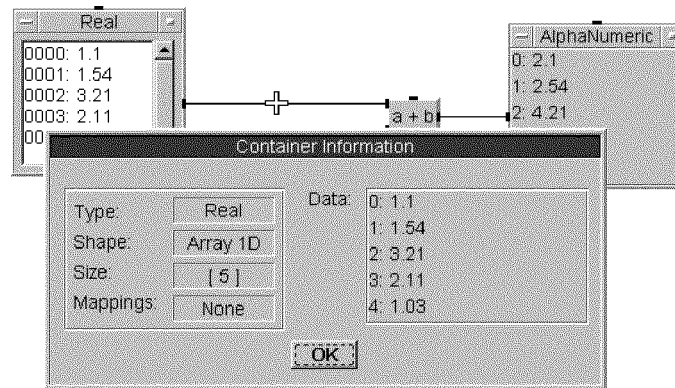 Real
0000: 1.1
0001: 1.54
0002: 3.21
0003: 2.11
00
a + b
AlphaNumeric
0: 2.1
1: 2.54
2: 4.21
Container Information
Type: Real
Shape: Array 1D
Size: [ 5 ]
Mappings: None
Data:
0: 1.1
1: 1.54
2: 3.21
3: 2.11
4: 1.03
OK